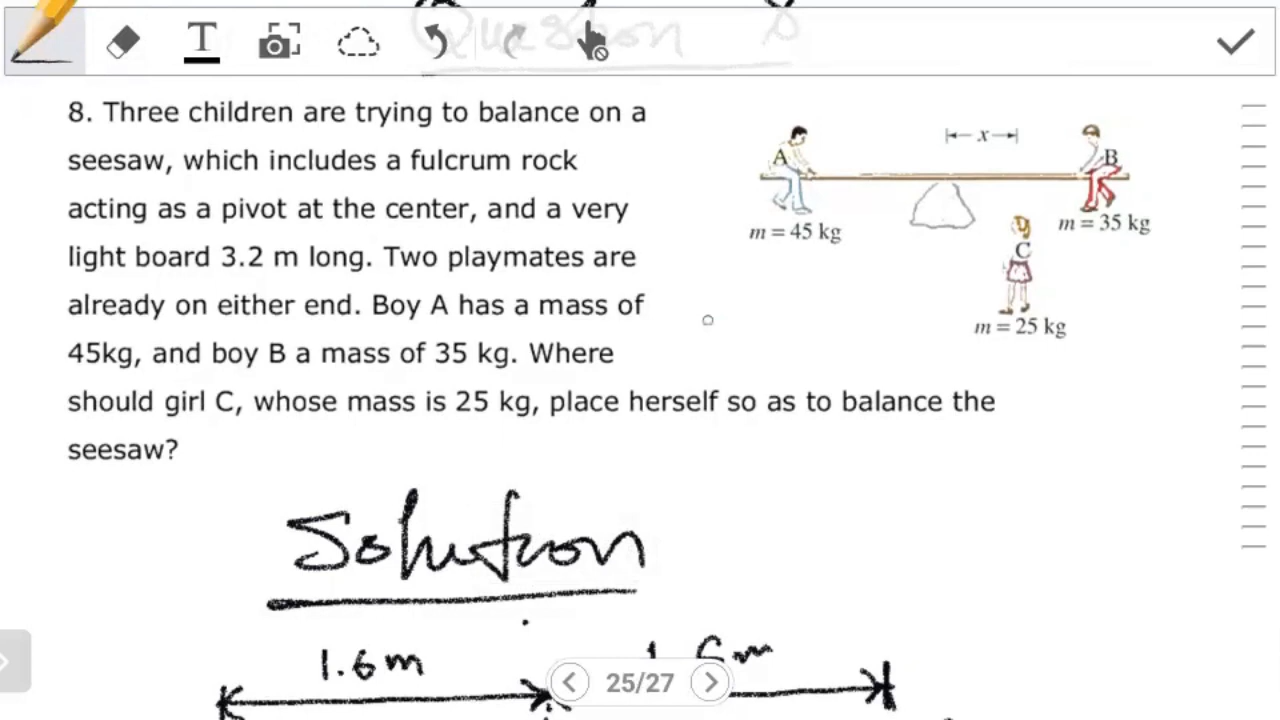 Question 8
T
8. Three children are trying to balance on a
seesaw, which includes a fulcrum rock
acting as a pivot at the center, and a very
light board 3.2 m long. Two playmates are
already on either end. Boy A has a mass of
45kg, and boy B a mass of 35 kg. Where
should girl C, whose mass is 25 kg, place herself so as to balance the
seesaw?
x
A
B
m = 45 kg
m = 35 kg
C
m = 25 kg
Solution
1.6m
25/27